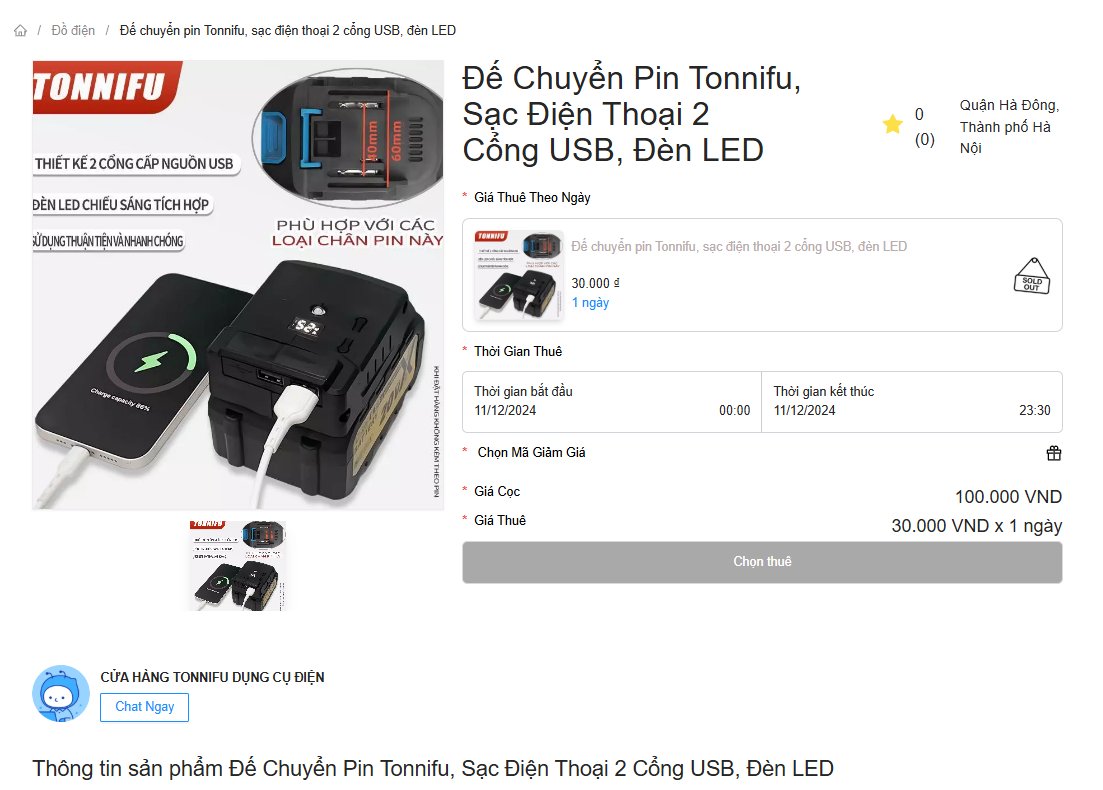 / Đồ điện / Đế chuyển pin Tonnifu, sạc điện thoại 2 cổng USB, đèn LED
TONNIFU
THIẾT KẾ 2 CỔNG CẤP NGUỒN USB
ĐÈN LED CHIẾU SÁNG TÍCH HỢP
SỬ DỤNG THUẬN TIỆN VÀ NHANH CHÓNG
40mm
60mm
PHÙ HỢP VỚI CÁC
LOẠI CHÂN PIN NÀY
52%
Charge capacity 66%
KHI ĐẶT HÀNG KHÔNG KÈM THEO PIN
Đế Chuyển Pin Tonnifu,
Sạc Điện Thoại 2
Cổng USB, Đèn LED
0
(0)
Quận Hà Đông,
Thành phố Hà
Nội
* Giá Thuê Theo Ngày
TONNIFU
Đế chuyển pin Tonnifu, sạc điện thoại 2 cổng USB, đèn LED
30.000 ₫
1 ngày
SOLD
OUT
* Thời Gian Thuê
Thời gian bắt đầu
11/12/2024 00:00
Thời gian kết thúc
11/12/2024 23:30
* Chọn Mã Giảm Giá
* Giá Cọc 100.000 VND
* Giá Thuê 30.000 VND x 1 ngày
Chọn thuê
TONNIFU
CỬA HÀNG TONNIFU DỤNG CỤ ĐIỆN
Chat Ngay
Thông tin sản phẩm Đế Chuyển Pin Tonnifu, Sạc Điện Thoại 2 Cổng USB, Đèn LED